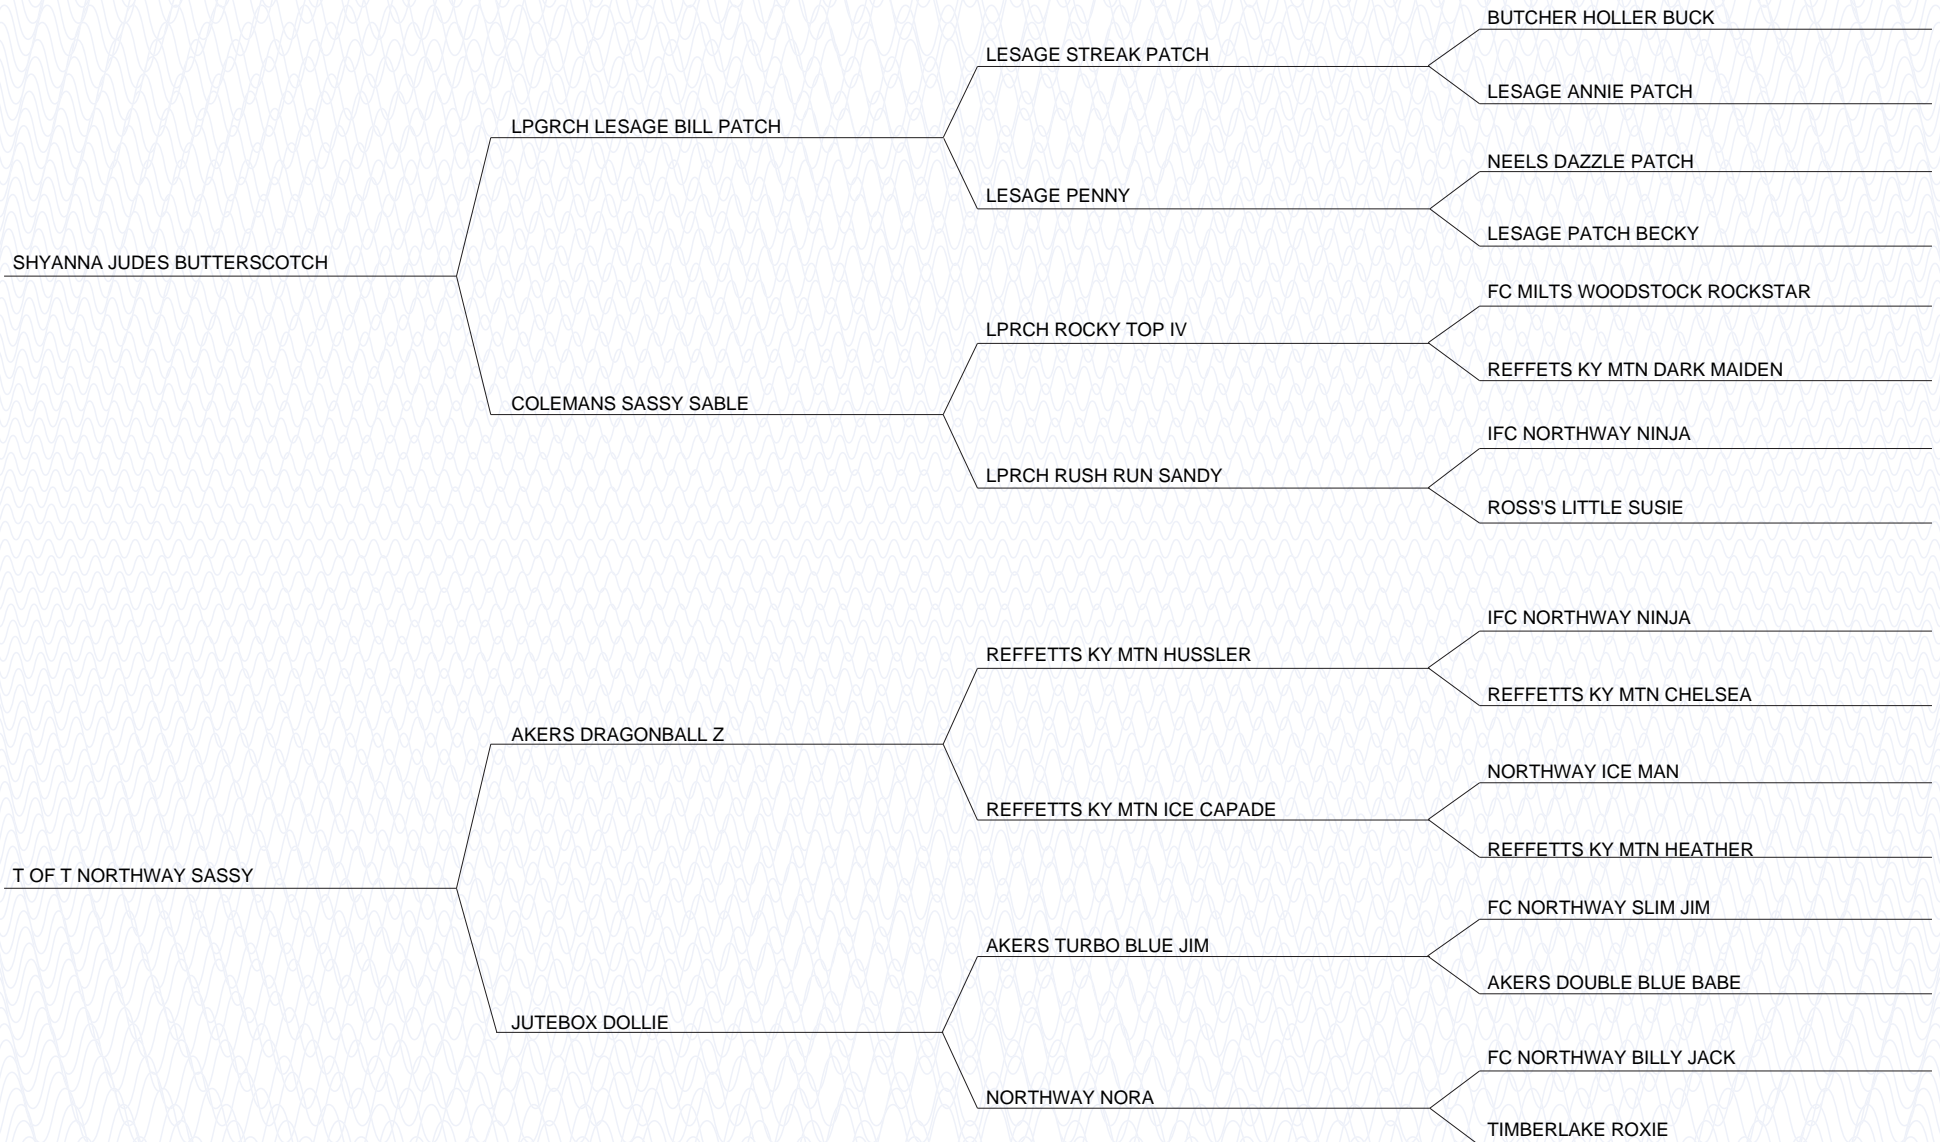 BUTCHER HOLLER BUCK
LESAGE STREAK PATCH
LESAGE ANNIE PATCH
LPGRCH LESAGE BILL PATCH
NEELS DAZZLE PATCH
LESAGE PENNY
LESAGE PATCH BECKY
SHYANNA JUDES BUTTERSCOTCH
FC MILTS WOODSTOCK ROCKSTAR
LPRCH ROCKY TOP IV
REFFETS KY MTN DARK MAIDEN
COLEMANS SASSY SABLE
IFC NORTHWAY NINJA
LPRCH RUSH RUN SANDY
ROSS'S LITTLE SUSIE
IFC NORTHWAY NINJA
REFFETTS KY MTN HUSSLER
REFFETTS KY MTN CHELSEA
AKERS DRAGONBALL Z
NORTHWAY ICE MAN
REFFETTS KY MTN ICE CAPADE
REFFETTS KY MTN HEATHER
T OF T NORTHWAY SASSY
FC NORTHWAY SLIM JIM
AKERS TURBO BLUE JIM
AKERS DOUBLE BLUE BABE
JUTEBOX DOLLIE
FC NORTHWAY BILLY JACK
NORTHWAY NORA
TIMBERLAKE ROXIE